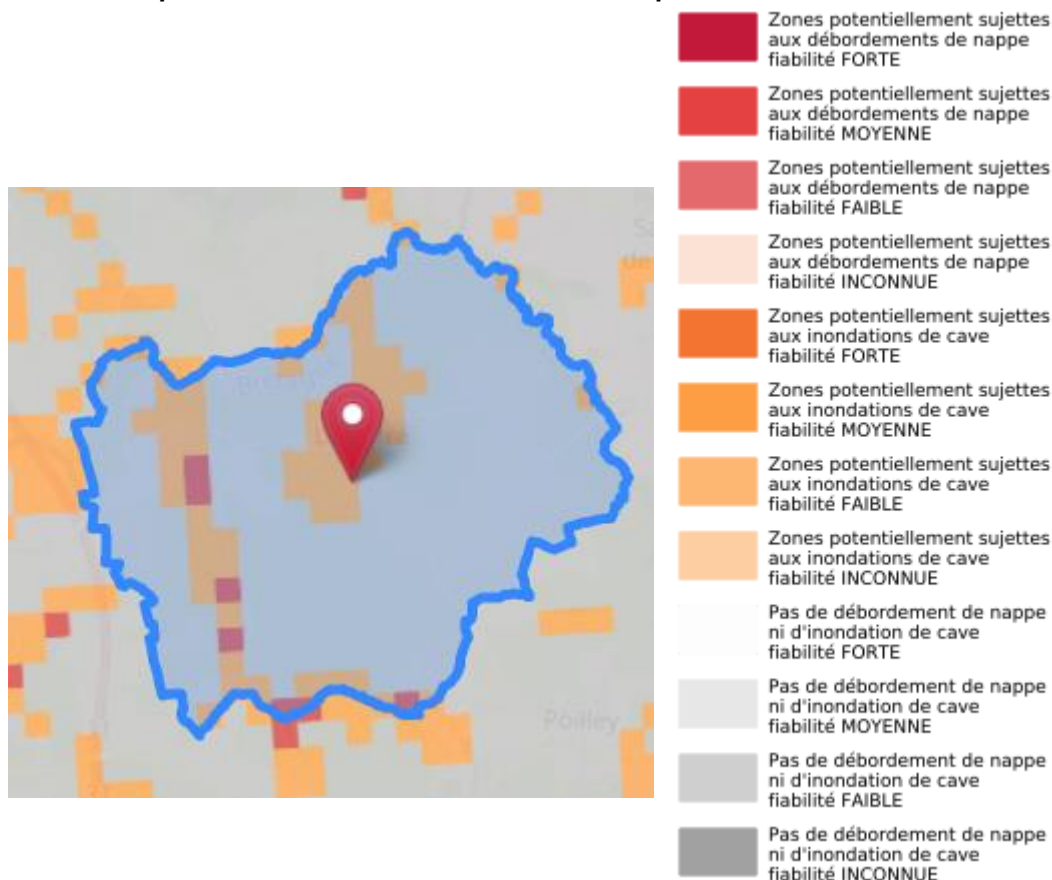 Zones potentiellement sujettes
aux débordements de nappe
fiabilité FORTE
Zones potentiellement sujettes
aux débordements de nappe
fiabilité MOYENNE
Zones potentiellement sujettes
aux débordements de nappe
fiabilité FAIBLE
Zones potentiellement sujettes
aux débordements de nappe
fiabilité INCONNUE
Zones potentiellement sujettes
aux inondations de cave
fiabilité FORTE
Zones potentiellement sujettes
aux inondations de cave
fiabilité MOYENNE
Zones potentiellement sujettes
aux inondations de cave
fiabilité FAIBLE
Zones potentiellement sujettes
aux inondations de cave
fiabilité INCONNUE
Pas de débordement de nappe
ni d'inondation de cave
fiabilité FORTE
Pas de débordement de nappe
ni d'inondation de cave
fiabilité MOYENNE
Pas de débordement de nappe
ni d'inondation de cave
fiabilité FAIBLE
Pas de débordement de nappe
ni d'inondation de cave
fiabilité INCONNUE